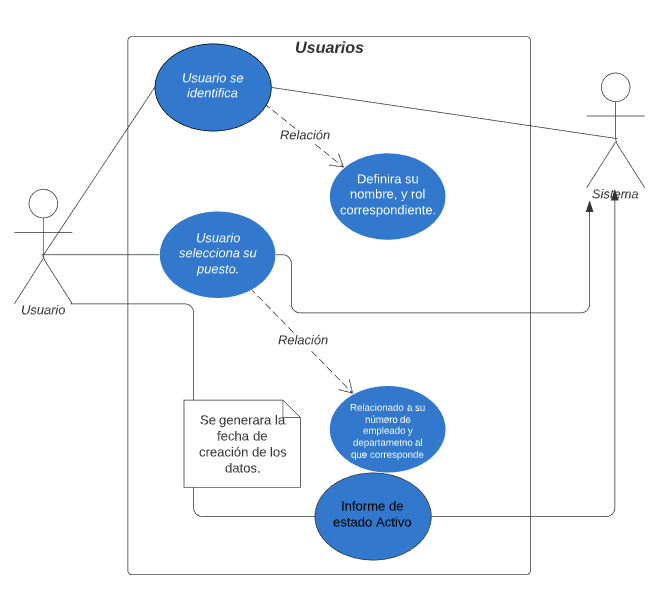 Usuarios
Usuario se
identifica
Relación
Definira su
nombre, y rol
correspondiente.
Sistema
Usuario
selecciona su
puesto.
Usuario
Relación
Se generara la
fecha de
creación de los
datos.
Relacionado a su
número de
empleado y
departametno al
que corresponde
Informe de
estado Activo